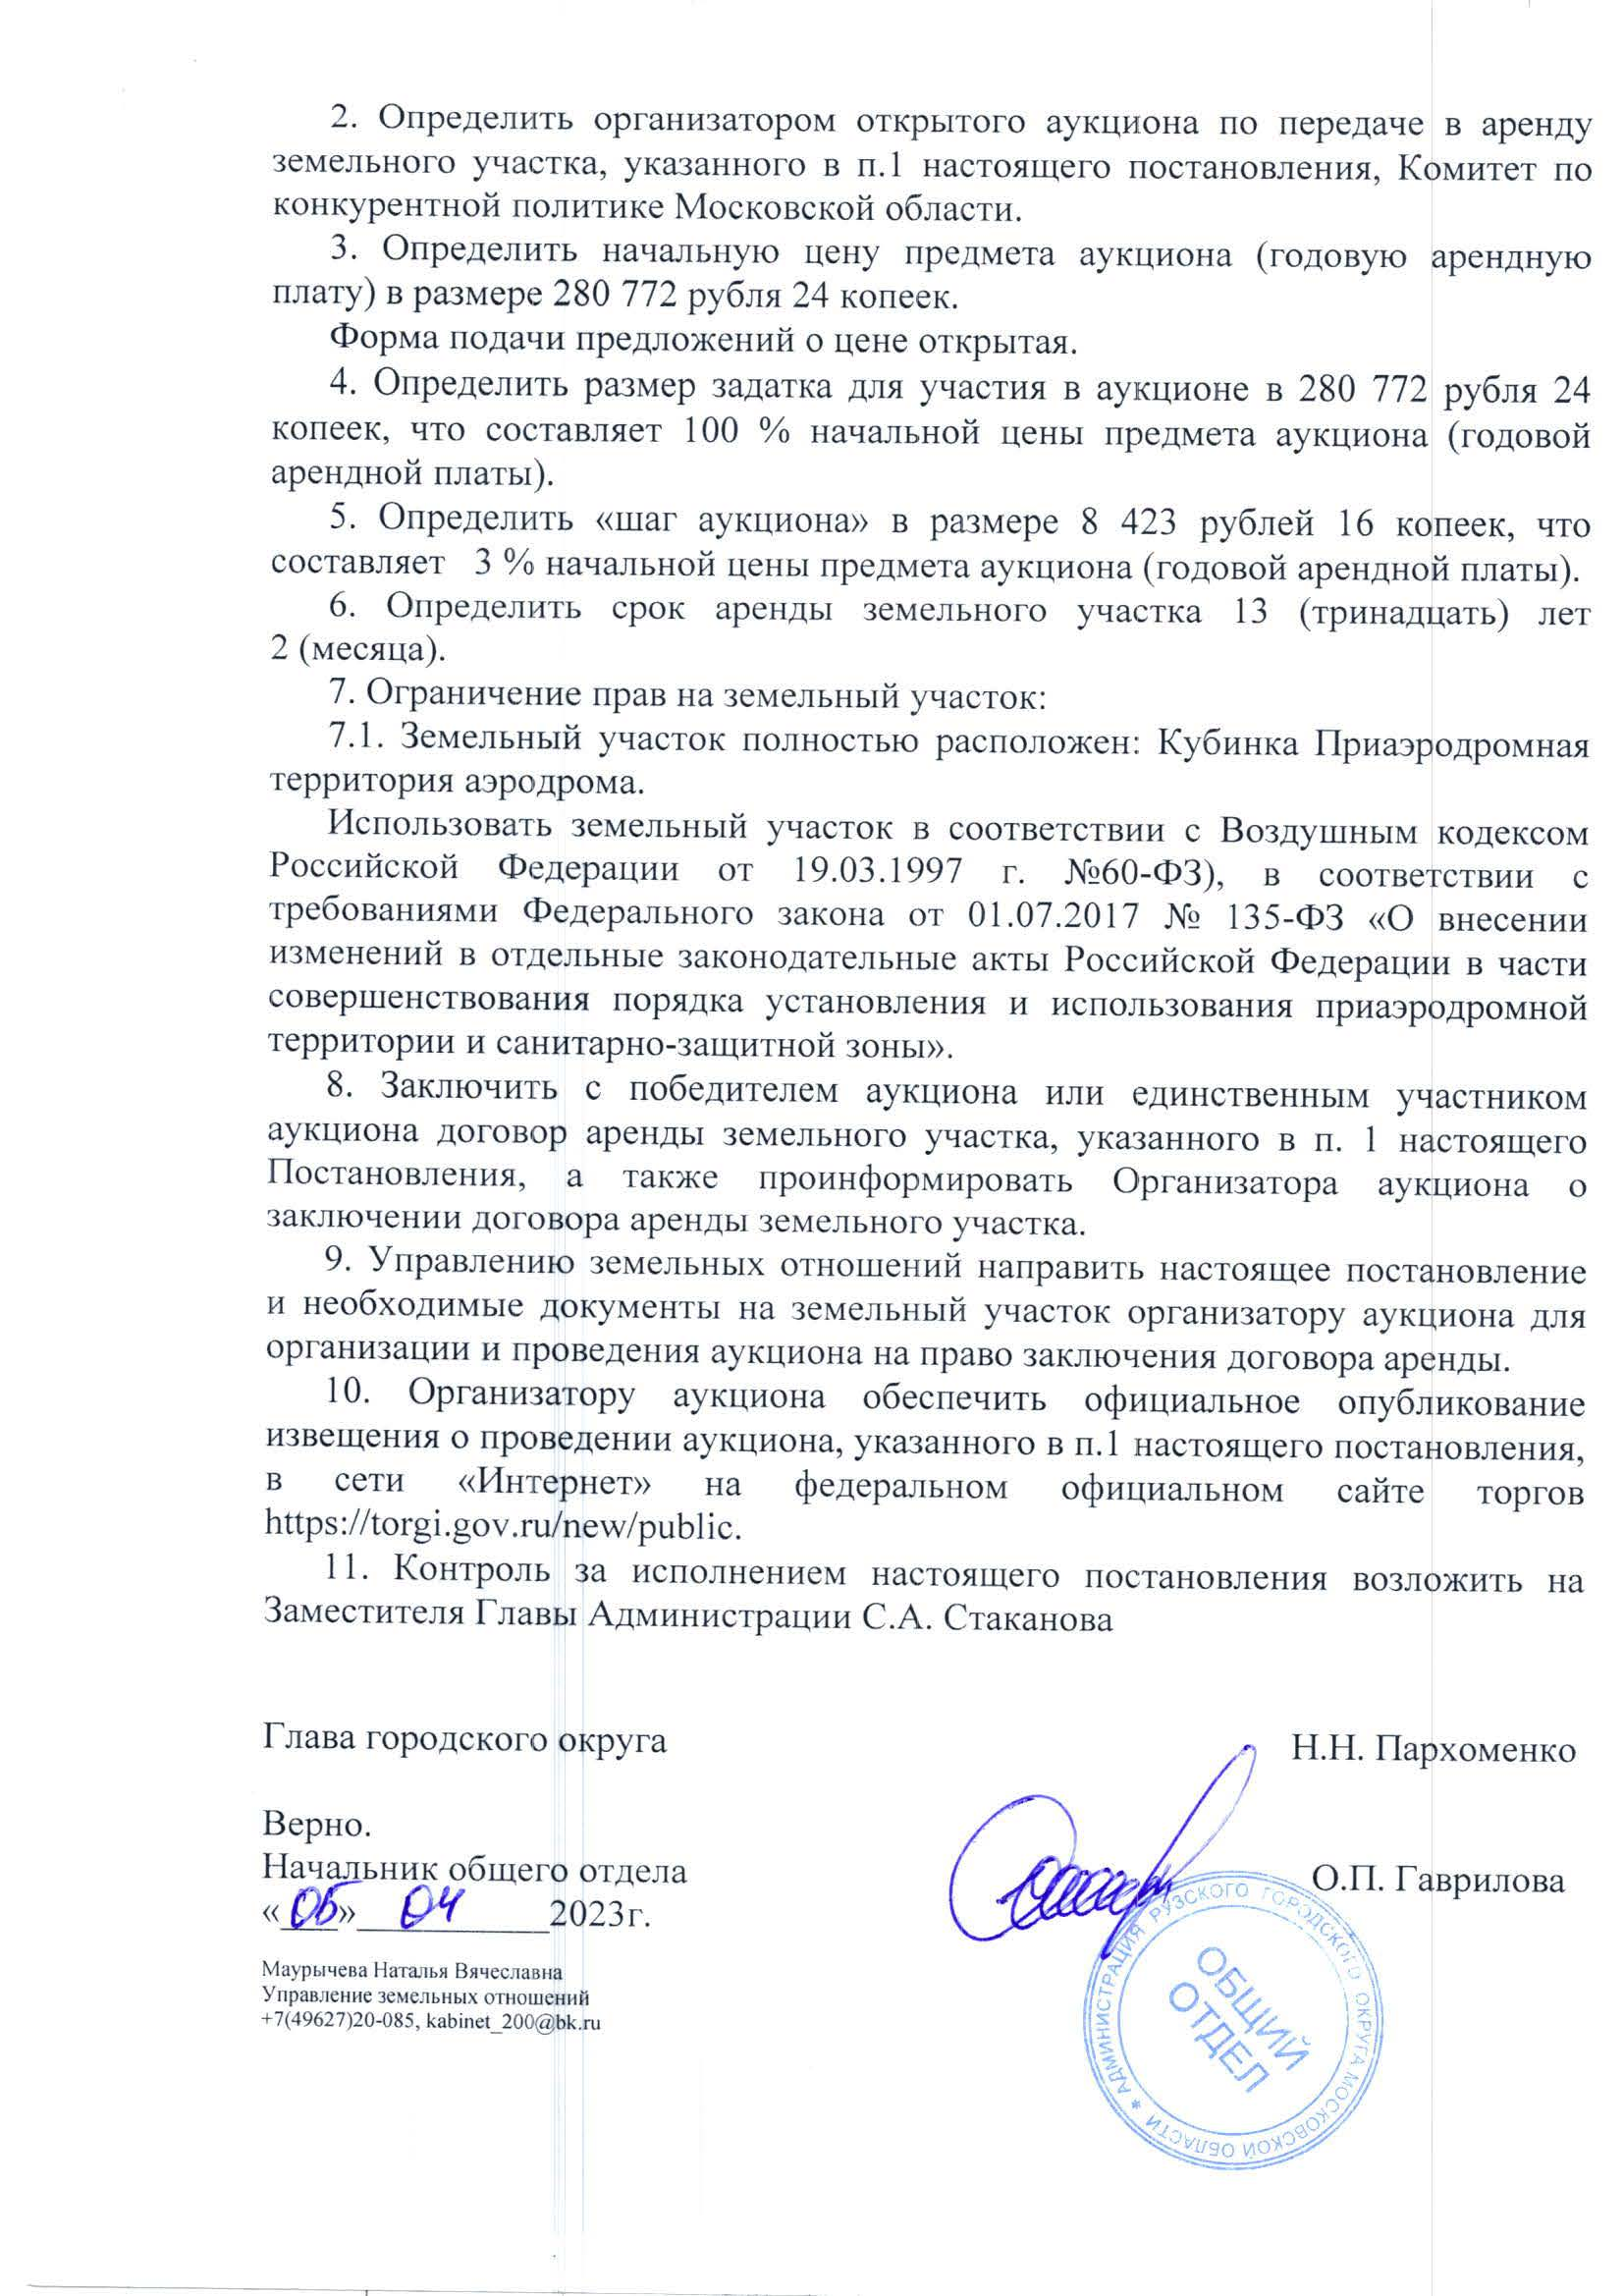 2. Определить организатором открытого аукциона по передаче в аренду
земельного участка, указанного в п.1 настоящего постановления, Комитет по
конкурентной политике Московской области.
3. Определить начальную цену предмета аукциона (годовую арендную
плату) в размере 280 772 рубля 24 копеек.
Форма подачи предложений о цене открытая.
4. Определить размер задатка для участия в аукционе в 280 772 рубля 24
копеек, что составляет 100 % начальной цены предмета аукциона (годовой
арендной платы).
5. Определить «шаг аукциона» в размере 8 423 рублей 16 копеек, что
составляет 3 % начальной цены предмета аукциона (годовой арендной платы).
6. Определить срок аренды земельного участка 13 (тринадцать) лет
2 (месяца).
7. Ограничение прав на земельный участок:
7.1. Земельный участок полностью расположен: Кубинка Приаэродромная
территория аэродрома.
Использовать земельный участок в соответствии с Воздушным кодексом
Российской Федерации от 19.03.1997 г. №60-ФЗ), в соответствии с
требованиями Федерального закона от 01.07.2017 № 135-ФЗ «О внесении
изменений в отдельные законодательные акты Российской Федерации в части
совершенствования порядка установления и использования приаэродромной
территории и санитарно-защитной зоны».
8. Заключить с победителем аукциона или единственным участником
аукциона договор аренды земельного участка, указанного в п. 1 настоящего
Постановления, а также проинформировать Организатора аукциона о
заключении договора аренды земельного участка.
9. Управлению земельных отношений направить настоящее постановление
и необходимые документы на земельный участок организатору аукциона для
организации и проведения аукциона на право заключения договора аренды.
10. Организатору аукциона обеспечить официальное опубликование
извещения о проведении аукциона, указанного в п.1 настоящего постановления,
в сети «Интернет» на федеральном официальном сайте торгов
https://torgi.gov.ru/new/public.
11. Контроль за исполнением настоящего постановления возложить на
Заместителя Главы Администрации С.А. Стаканова
Глава городского округа Н.Н. Пархоменко
Верно.
Начальник общего отдела О.П. Гаврилова
«05» 04 2023г.
Маурычева Наталья Вячеславна
Управление земельных отношений
+7(49627)20-085, kabinet_200@bk.ru
АДМИНИСТРАЦИЯ РУЗСКОГО ГОРОДСКОГО ОКРУГА МОСКОВСКОЙ ОБЛАСТИ
ОБЩИЙ
ОТДЕЛ